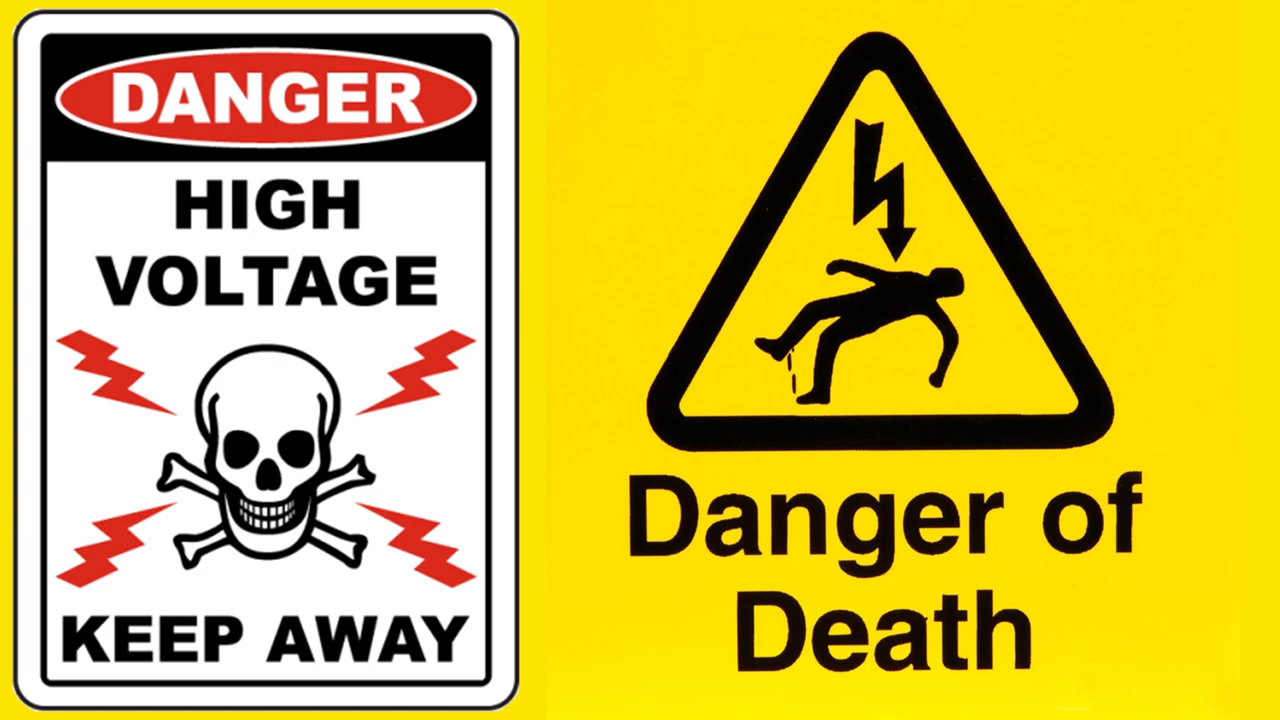 DANGER
HIGH
VOLTAGE
KEEP AWAY
Danger of
Death